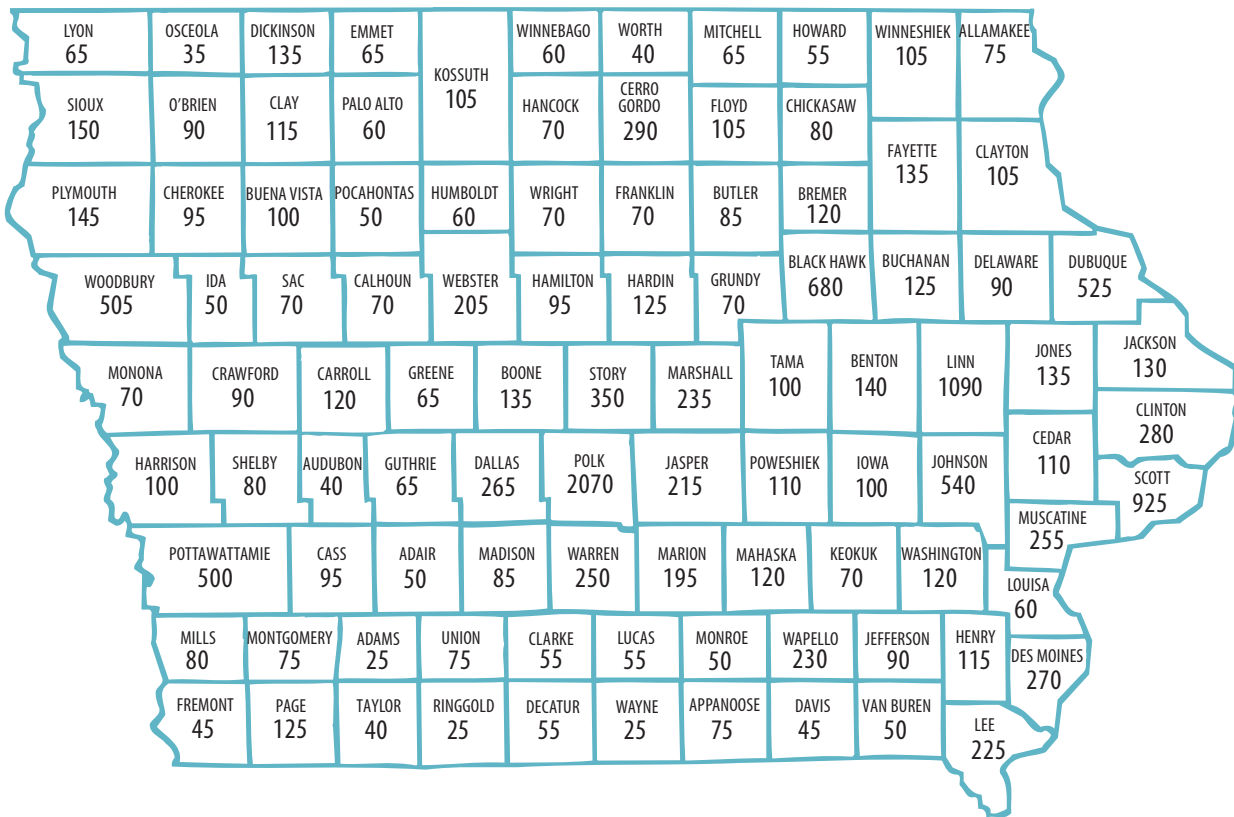 LYON
65
OSCEOLA
35
DICKINSON
135
EMMET
65
KOSSUTH
105
WINNEBAGO
60
WORTH
40
MITCHELL
65
HOWARD
55
WINNESHIEK
105
ALLAMAKEE
75
SIOUX
150
O'BRIEN
90
CLAY
115
PALO ALTO
60
HANCOCK
70
CERRO
GORDO
290
FLOYD
105
CHICKASAW
80
FAYETTE
135
CLAYTON
105
PLYMOUTH
145
CHEROKEE
95
BUENA VISTA
100
POCAHONTAS
50
HUMBOLDT
60
WRIGHT
70
FRANKLIN
70
BUTLER
85
BREMER
120
WOODBURY
505
IDA
50
SAC
70
CALHOUN
70
WEBSTER
205
HAMILTON
95
HARDIN
125
GRUNDY
70
BLACK HAWK
680
BUCHANAN
125
DELAWARE
90
DUBUQUE
525
MONONA
70
CRAWFORD
90
CARROLL
120
GREENE
65
BOONE
135
STORY
350
MARSHALL
235
TAMA
100
BENTON
140
LINN
1090
JONES
135
JACKSON
130
CLINTON
280
HARRISON
100
SHELBY
80
AUDUBON
40
GUTHRIE
65
DALLAS
265
POLK
2070
JASPER
215
POWESHIEK
110
IOWA
100
JOHNSON
540
CEDAR
110
SCOTT
925
MUSCATINE
255
POTTAWATTAMIE
500
CASS
95
ADAIR
50
MADISON
85
WARREN
250
MARION
195
MAHASKA
120
KEOKUK
70
WASHINGTON
120
LOUISA
60
MILLS
80
MONTGOMERY
75
ADAMS
25
UNION
75
CLARKE
55
LUCAS
55
MONROE
50
WAPELLO
230
JEFFERSON
90
HENRY
115
DES MOINES
270
FREMONT
45
PAGE
125
TAYLOR
40
RINGGOLD
25
DECATUR
55
WAYNE
25
APPANOOSE
75
DAVIS
45
VAN BUREN
50
LEE
225